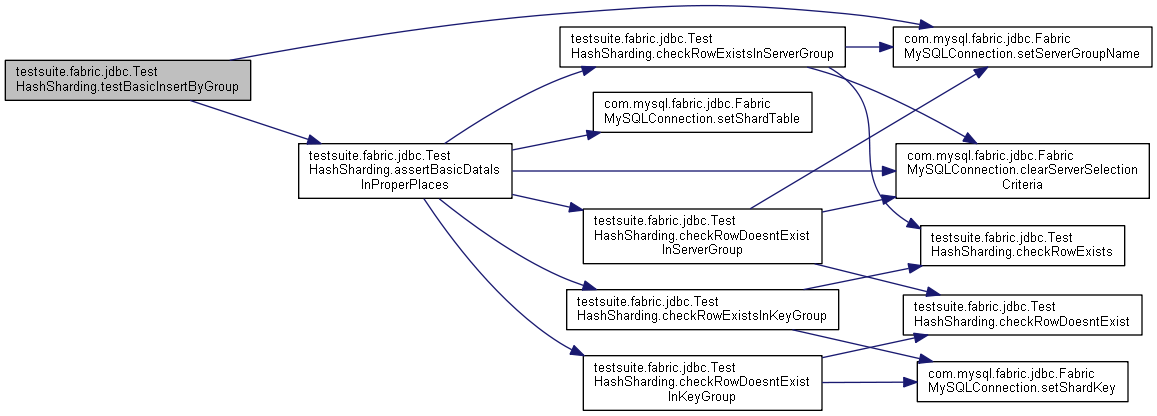 testsuite.fabric.jdbc.Test
HashSharding.testBasicInsertByGroup
testsuite.fabric.jdbc.Test
HashSharding.assertBasicDataIs
InProperPlaces
testsuite.fabric.jdbc.Test
HashSharding.checkRowExistsInServerGroup
com.mysql.fabric.jdbc.Fabric
MySQLConnection.setShardTable
testsuite.fabric.jdbc.Test
HashSharding.checkRowDoesntExist
InServerGroup
testsuite.fabric.jdbc.Test
HashSharding.checkRowExistsInKeyGroup
testsuite.fabric.jdbc.Test
HashSharding.checkRowDoesntExist
InKeyGroup
com.mysql.fabric.jdbc.Fabric
MySQLConnection.setServerGroupName
com.mysql.fabric.jdbc.Fabric
MySQLConnection.clearServerSelection
Criteria
testsuite.fabric.jdbc.Test
HashSharding.checkRowExists
testsuite.fabric.jdbc.Test
HashSharding.checkRowDoesntExist
com.mysql.fabric.jdbc.Fabric
MySQLConnection.setShardKey